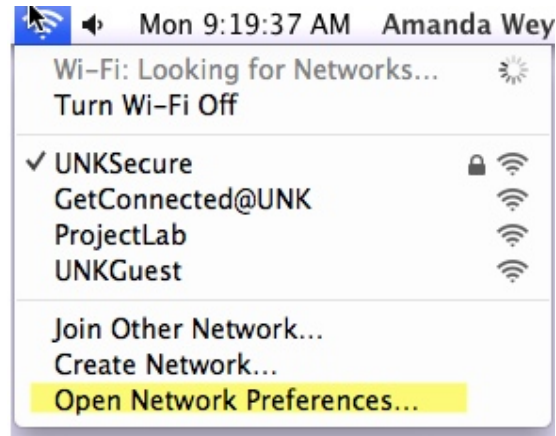 Mon 9:19:37 AM Amanda Wey
Wi-Fi: Looking for Networks...
Turn Wi-Fi Off
✓ UNKSecure
GetConnected@UNK
ProjectLab
UNKGuest
Join Other Network...
Create Network...
Open Network Preferences...